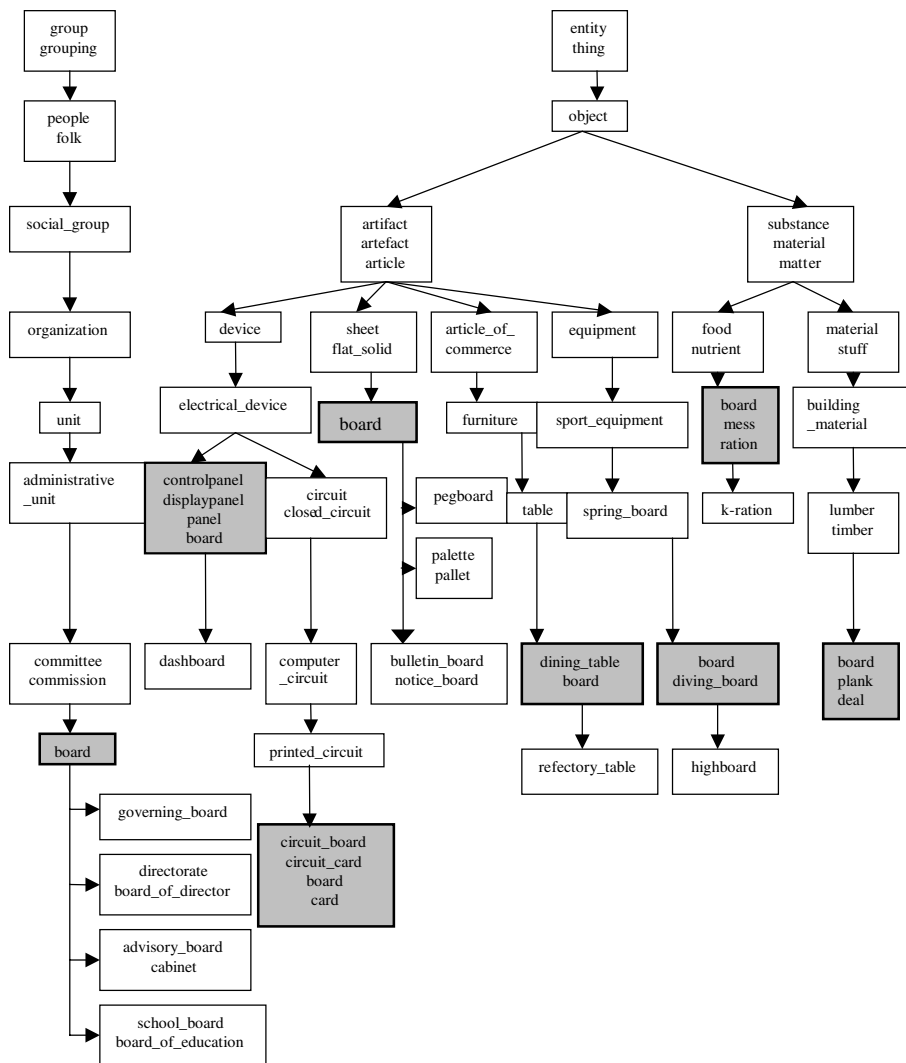 group
grouping
entity
thing
people
folk
object
social_group
artifact
artefact
article
substance
material
matter
organization
device
sheet
flat_solid
article_of_
commerce
equipment
food
nutrient
material
stuff
unit
electrical_device
board
furniture
sport_equipment
board
mess
ration
building
_material
administrative
_unit
controlpanel
displaypanel
panel
board
circuit
closed_circuit
pegboard
table
spring_board
k-ration
lumber
timber
palette
pallet
committee
commission
dashboard
computer
_circuit
bulletin_board
notice_board
dining_table
board
board
diving_board
board
plank
deal
board
printed_circuit
refectory_table
highboard
governing_board
circuit_board
circuit_card
board
card
directorate
board_of_director
advisory_board
cabinet
school_board
board_of_education